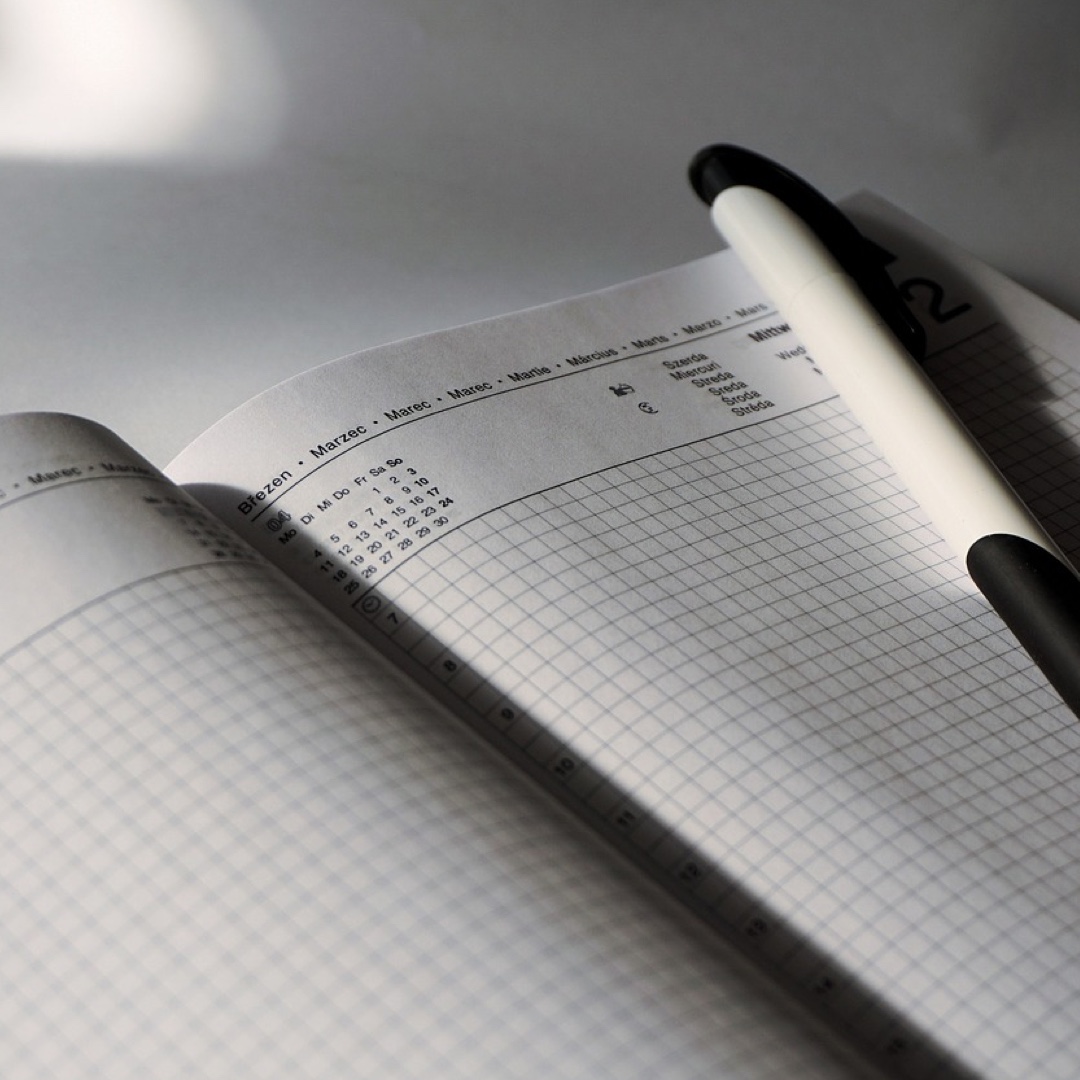 Marec • Marzec
Březen • Marzec • Marec • Marec • Martie • Március • Marts • Marzo • Mars
Mo Di Mi Do Fr Sa So
1 2 3
4 5 6 7 8 9 10
11 12 13 14 15 16 17
18 19 20 21 22 23 24
25 26 27 28 29 30
Szerda
Miercuri
Streda
Sreda
Środa
Středa
Mittw
Wed
2
7
8
9
10
11
12
13
14